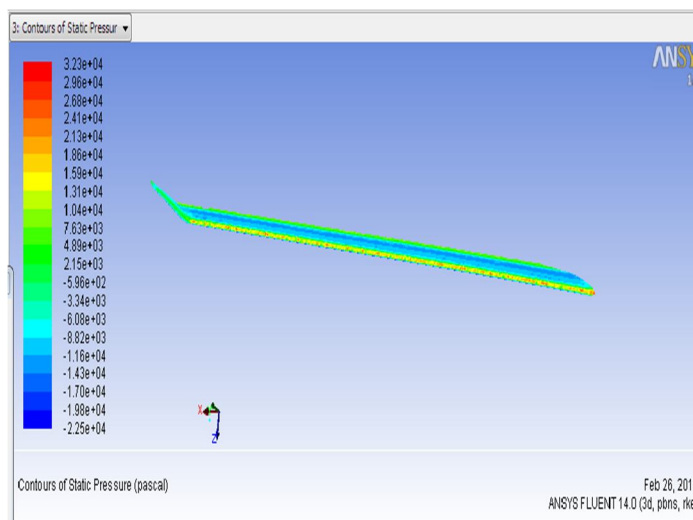 3: Contours of Static Pressur
ANSY
3.23e+04
2.96e+04
2.68e+04
2.41e+04
2.13e+04
1.86e+04
1.59e+04
1.31e+04
1.04e+04
7.63e+03
4.89e+03
2.15e+03
-5.96e+02
-3.34e+03
-6.08e+03
-8.82e+03
-1.16e+04
-1.43e+04
-1.70e+04
-1.98e+04
-2.25e+04
X
Z
Contours of Static Pressure (pascal)
Feb 26, 201
ANSYS FLUENT 14.0 (3d, pbns, rke